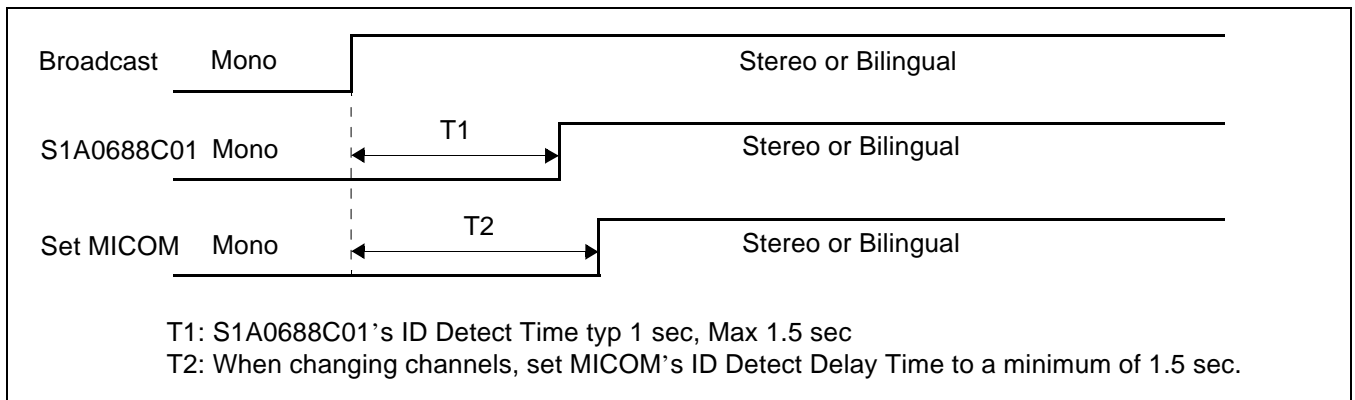 Broadcast Mono Stereo or Bilingual
T1
S1A0688C01 Mono Stereo or Bilingual
T2
Set MICOM Mono Stereo or Bilingual
T1: S1A0688C01’s ID Detect Time typ 1 sec, Max 1.5 sec
T2: When changing channels, set MICOM’s ID Detect Delay Time to a minimum of 1.5 sec.